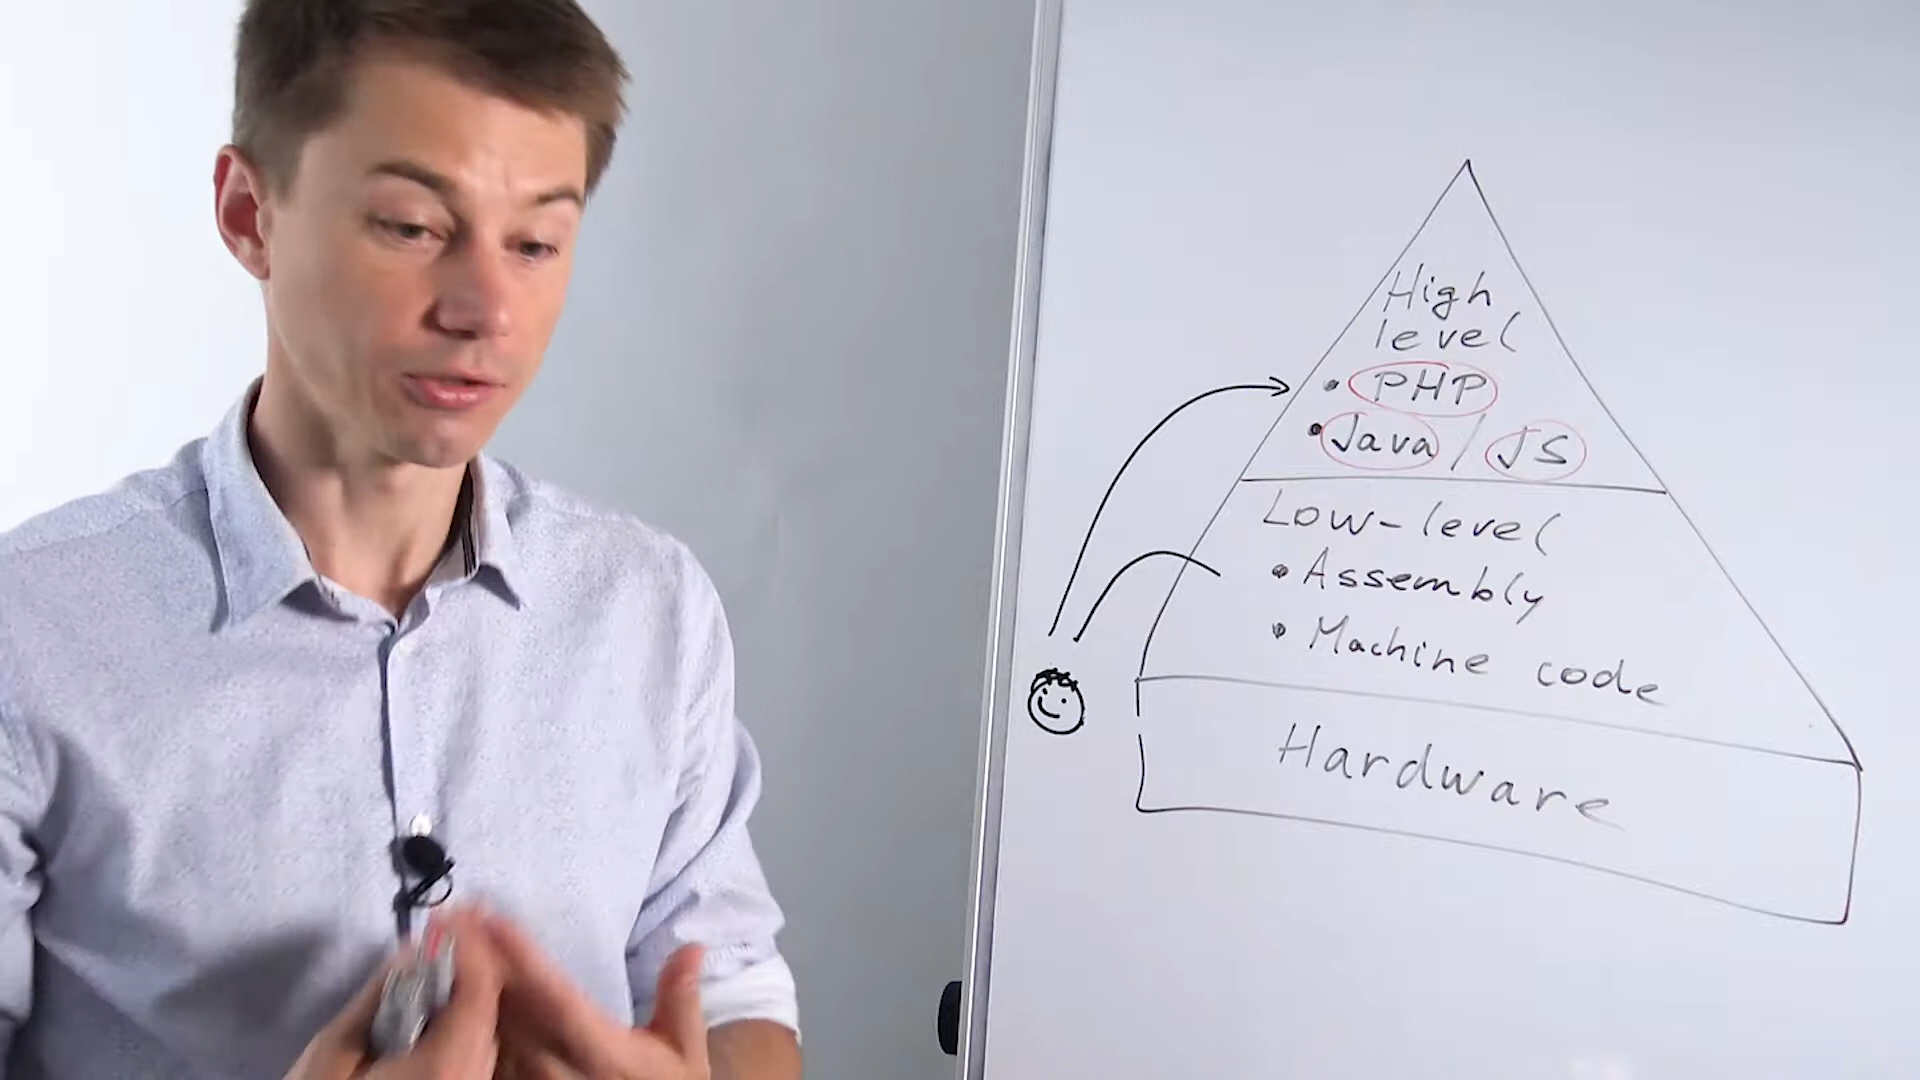 High
level
• PHP
• Java / JS
Low-level
• Assembly
• Machine code
Hardware